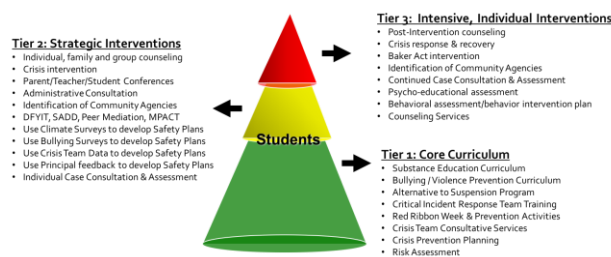 Tier 3: Intensive, Individual Interventions
• Post-Intervention counseling
• Crisis response & recovery
• Baker Act intervention
• Identification of Community Agencies
• Continued Case Consultation & Assessment
• Psycho-educational assessment
• Behavioral assessment/behavior intervention plan
• Counseling Services
Tier 2: Strategic Interventions
• Individual, family and group counseling
• Crisis intervention
• Parent/Teacher/Student Conferences
• Administrative Consultation
• Identification of Community Agencies
• DFYIT, SADD, Peer Mediation, MPACT
• Use Climate Surveys to develop Safety Plans
• Use Bullying Surveys to develop Safety Plans
• Use Crisis Team Data to develop Safety Plans
• Use Principal feedback to develop Safety Plans
• Individual Case Consultation & Assessment
Students
Tier 1: Core Curriculum
• Substance Education Curriculum
• Bullying /Violence Prevention Curriculum
• Alternative to Suspension Program
• Critical Incident Response Team Training
• Red Ribbon Week & Prevention Activities
• Crisis Team Consultative Services
• Crisis Prevention Planning
• Risk Assessment